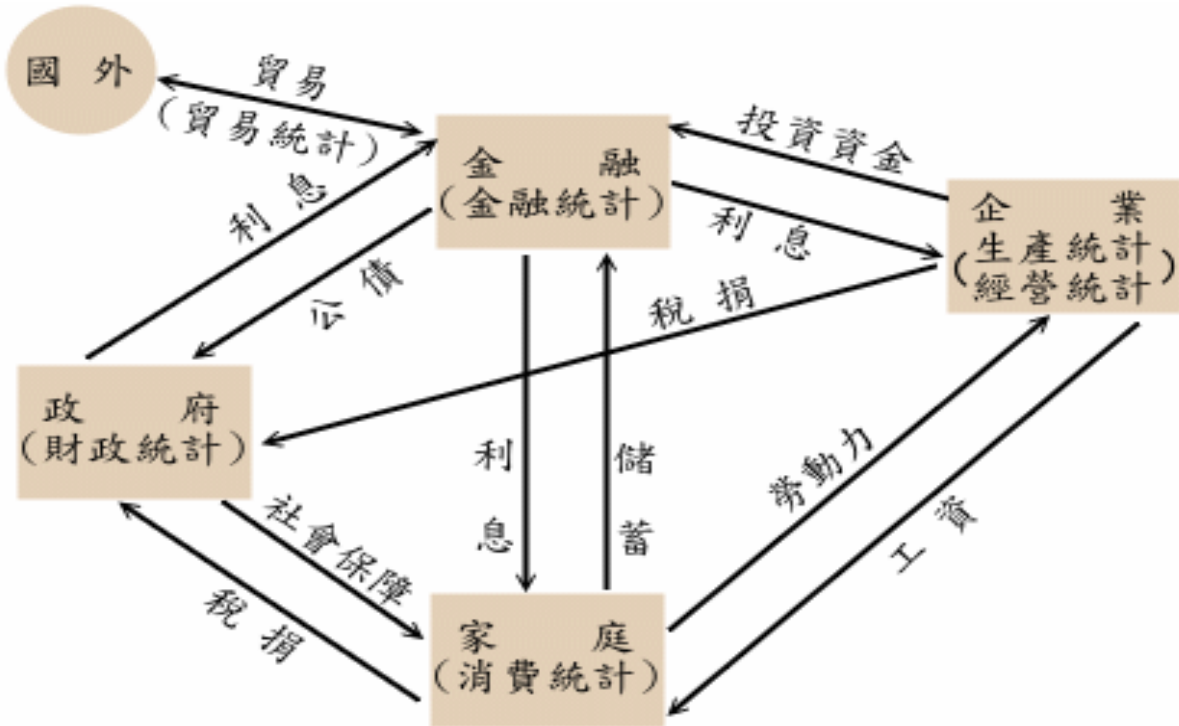 國外
貿易
(貿易統計)
金融
(金融統計)
投資資金
企業
(生產統計
經營統計)
利息
利息
公債
稅捐
政府
(財政統計)
利息
儲蓄
勞動力
工資
社會保障
稅捐
家庭
(消費統計)